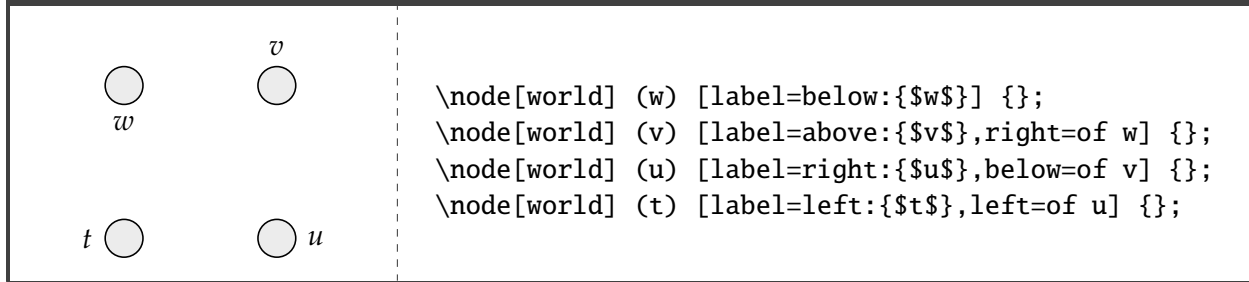 v
w
t
u
\node[world] (w) [label=below:{$w$}] {};
\node[world] (v) [label=above:{$v$},right=of w] {};
\node[world] (u) [label=right:{$u$},below=of v] {};
\node[world] (t) [label=left:{$t$},left=of u] {};